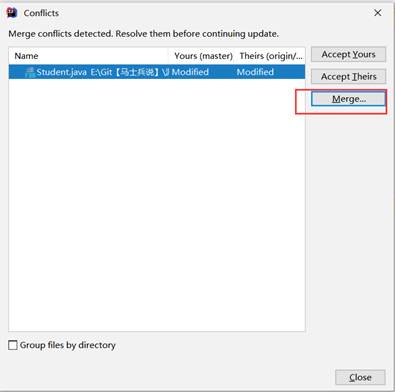 Conflicts
Merge conflicts detected. Resolve them before continuing update.
Name Yours (master) Theirs (origin/...
Student.java E:\Git【马士兵说】\ Modified Modified
Accept Yours
Accept Theirs
Merge...
Group files by directory
Close